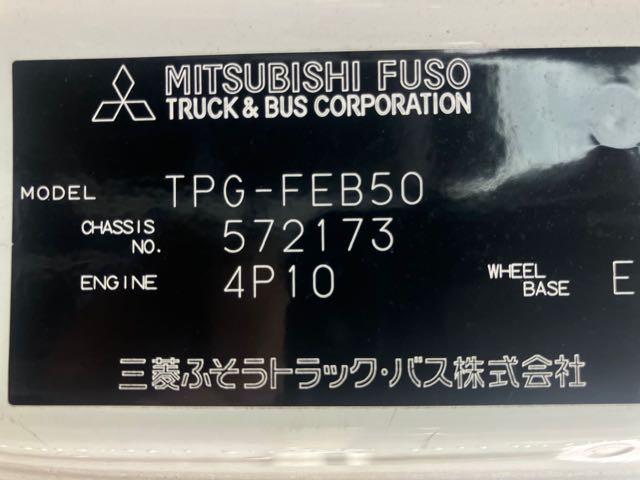 MITSUBISHI FUSO
TRUCK & BUS CORPORATION
MODEL TPG-FEB50
CHASSIS NO. 572173
ENGINE 4P10 WHEEL BASE E
三菱ふそうトラック・バス株式会社